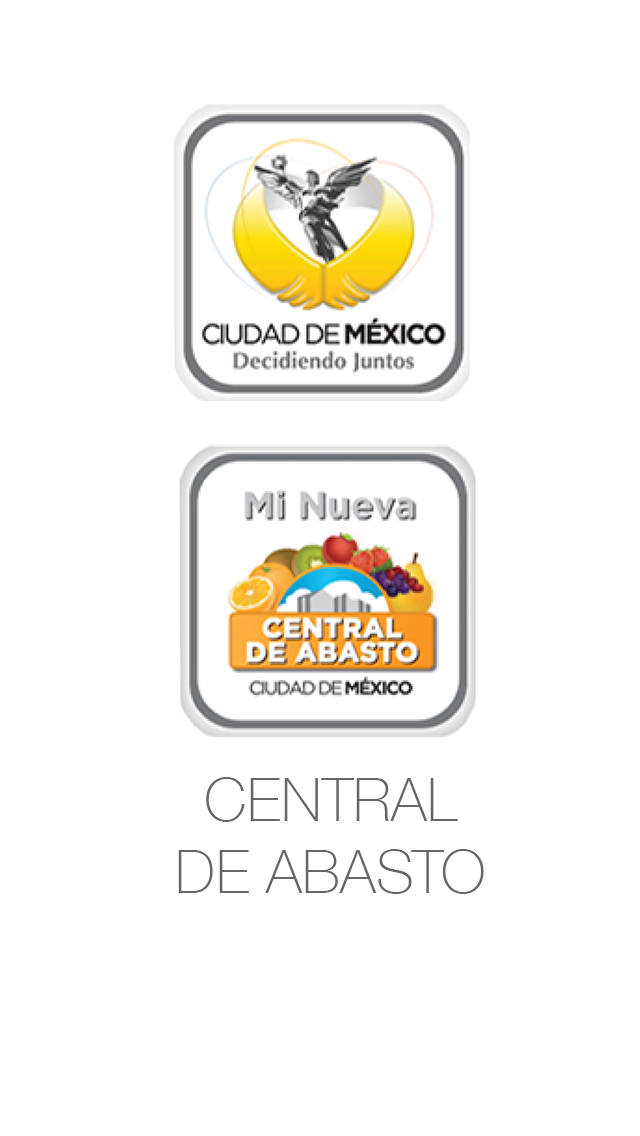 CIUDAD DE MÉXICO
Decidiendo Juntos
Mi Nueva
CENTRAL
DE ABASTO
CIUDAD DE MÉXICO
CENTRAL
DE ABASTO